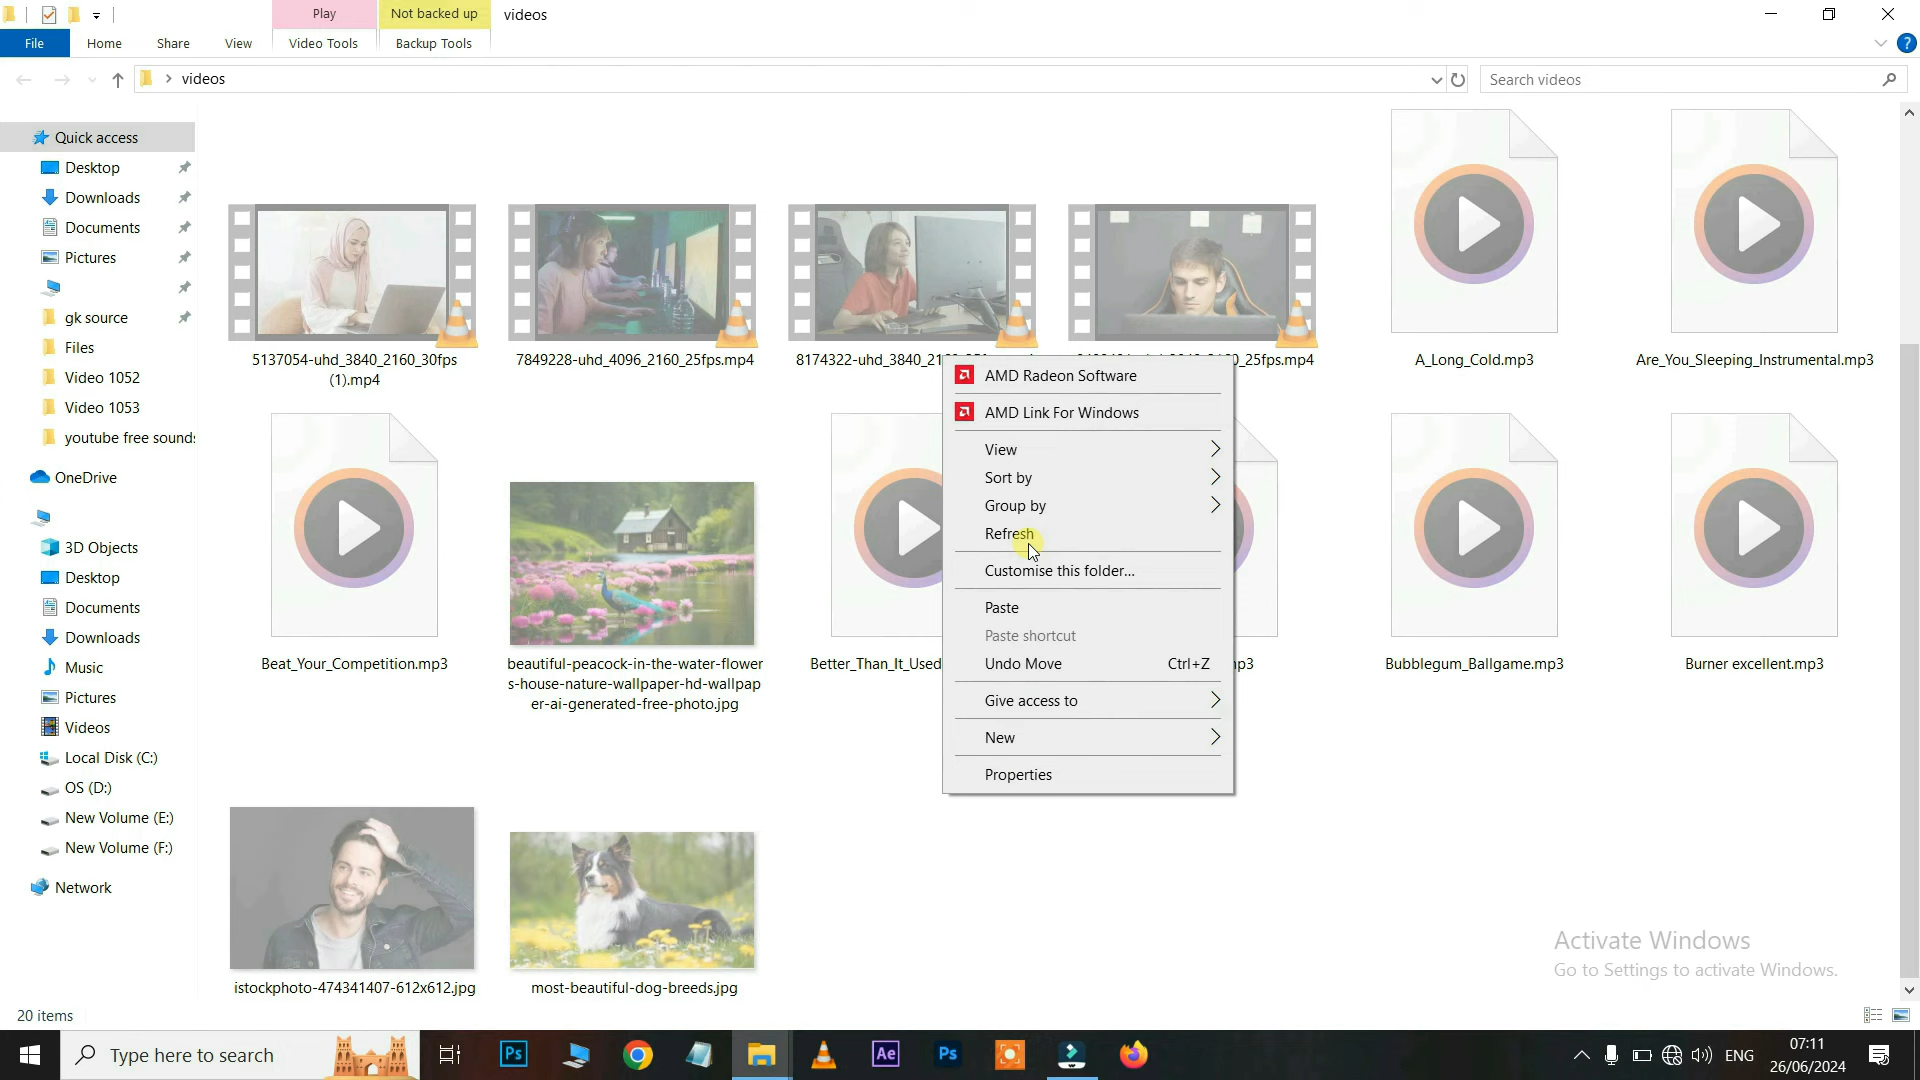 Play
Not backed up
videos
File
Home
Share
View
Video Tools
Backup Tools
videos
Search videos
Quick access
Desktop
Downloads
Documents
Pictures
gk source
Files
Video 1052
Video 1053
youtube free sound
OneDrive
3D Objects
Desktop
Documents
Downloads
Music
Pictures
Videos
Local Disk (C:)
OS (D:)
New Volume (E:)
New Volume (F:)
Network
5137054-uhd_3840_2160_30fps
(1).mp4
7849228-uhd_4096_2160_25fps.mp4
8174322-uhd_3840_21
0_25fps.mp4
A_Long_Cold.mp3
Are_You_Sleeping_Instrumental.mp3
Beat_Your_Competition.mp3
beautiful-peacock-in-the-water-flower
s-house-nature-wallpaper-hd-wallpap
er-ai-generated-free-photo.jpg
Better_Than_It_Used
p3
Bubblegum_Ballgame.mp3
Burner excellent.mp3
istockphoto-474341407-612x612.jpg
most-beautiful-dog-breeds.jpg
AMD Radeon Software
AMD Link For Windows
View
Sort by
Group by
Refresh
Customise this folder...
Paste
Paste shortcut
Undo Move Ctrl+Z
Give access to
New
Properties
Activate Windows
Go to Settings to activate Windows.
20 items
Type here to search
Ps
Ae
Ps
ENG
07:11
26/06/2024